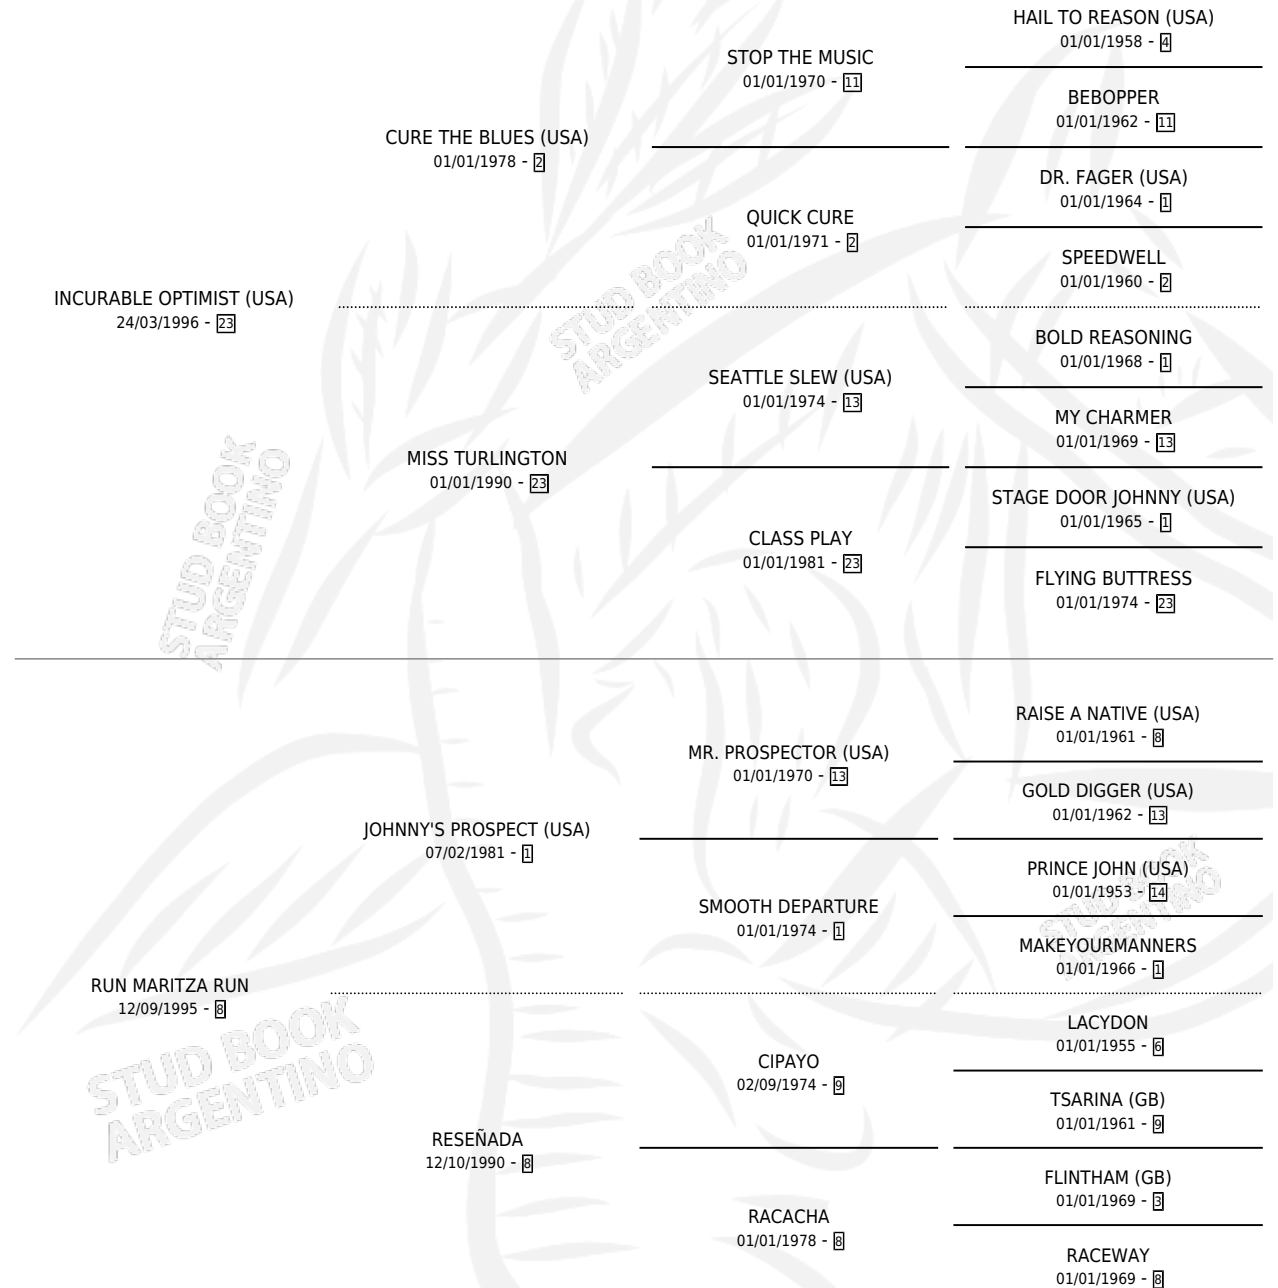 HAIL TO REASON (USA)
01/01/1958 - 4
STOP THE MUSIC
01/01/1970 - 11
BEBOPPER
01/01/1962 - 11
CURE THE BLUES (USA)
01/01/1978 - 2
DR. FAGER (USA)
01/01/1964 - 1
QUICK CURE
01/01/1971 - 2
SPEEDWELL
01/01/1960 - 2
INCURABLE OPTIMIST (USA)
24/03/1996 - 23
BOLD REASONING
01/01/1968 - 1
SEATTLE SLEW (USA)
01/01/1974 - 13
MY CHARMER
01/01/1969 - 13
MISS TURLINGTON
01/01/1990 - 23
STAGE DOOR JOHNNY (USA)
01/01/1965 - 1
CLASS PLAY
01/01/1981 - 23
FLYING BUTTRESS
01/01/1974 - 23
RAISE A NATIVE (USA)
01/01/1961 - 8
MR. PROSPECTOR (USA)
01/01/1970 - 13
GOLD DIGGER (USA)
01/01/1962 - 13
JOHNNY'S PROSPECT (USA)
07/02/1981 - 1
PRINCE JOHN (USA)
01/01/1953 - 14
SMOOTH DEPARTURE
01/01/1974 - 1
MAKEYOURMANNERS
01/01/1966 - 1
RUN MARITZA RUN
12/09/1995 - 8
LACYDON
01/01/1955 - 6
CIPAYO
02/09/1974 - 9
TSARINA (GB)
01/01/1961 - 9
RESEÑADA
12/10/1990 - 8
FLINTHAM (GB)
01/01/1969 - 3
RACACHA
01/01/1978 - 8
RACEWAY
01/01/1969 - 8
STUD BOOK
ARGENTINO
STUD BOOK
ARGENTINO
STUD BOOK
ARGENTINO
STUD BOOK
ARGENTINO